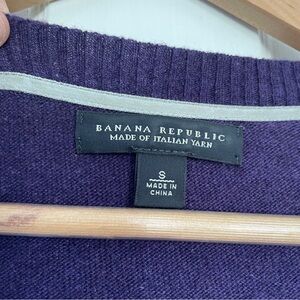 BANANA REPUBLIC
MADE OF ITALIAN YARN
S
MADE IN
CHINA